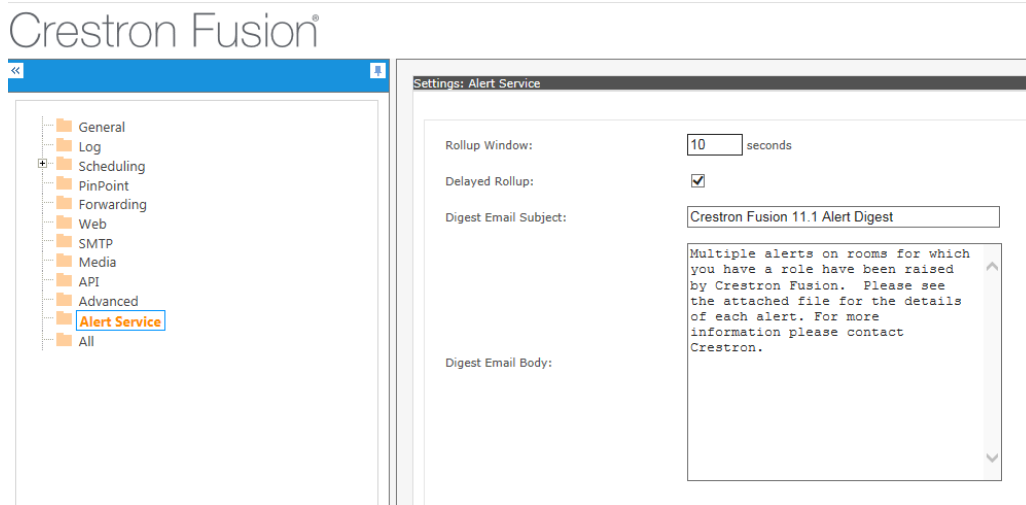 Crestron Fusion®
«
General
Log
Scheduling
PinPoint
Forwarding
Web
SMTP
Media
API
Advanced
Alert Service
All
Settings: Alert Service
Rollup Window: 10 seconds
Delayed Rollup:
Digest Email Subject: Crestron Fusion 11.1 Alert Digest
Digest Email Body:
Multiple alerts on rooms for which
you have a role have been raised
by Crestron Fusion.  Please see
the attached file for the details
of each alert. For more
information please contact
Crestron.